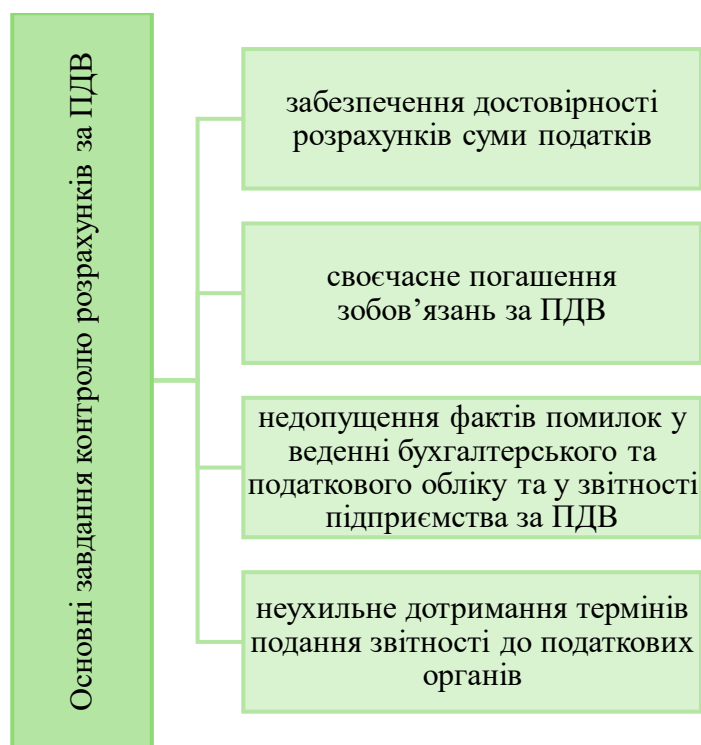 Основні завдання контролю розрахунків за ПДВ
забезпечення достовірності
розрахунків суми податків
своєчасне погашення
зобов’язань за ПДВ
недопущення фактів помилок у
веденні бухгалтерського та
податкового обліку та у звітності
підприємства за ПДВ
неухильне дотримання термінів
подання звітності до податкових
органів